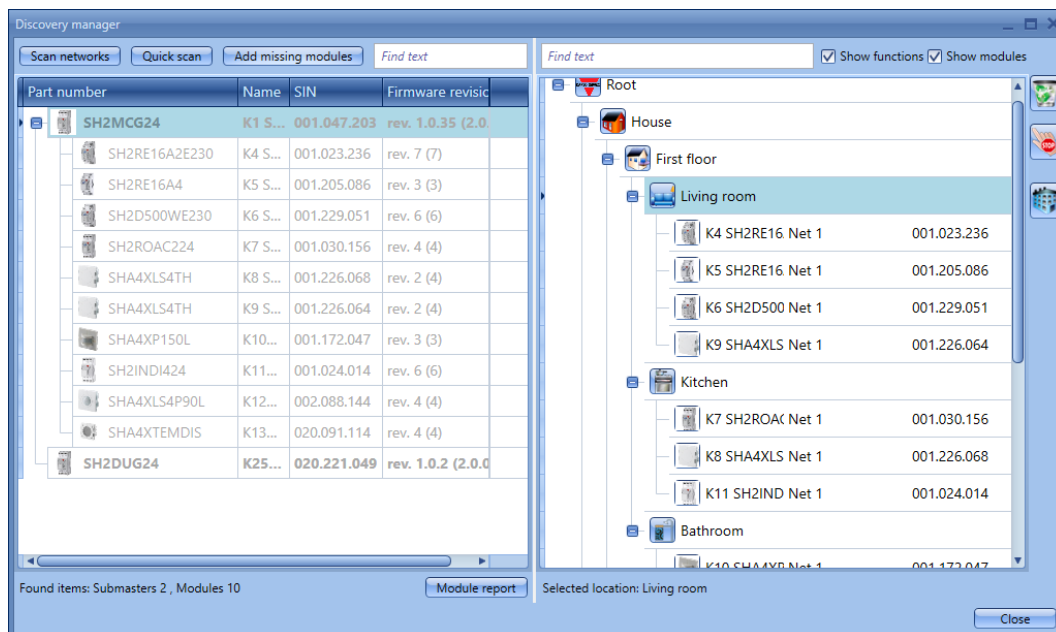 Discovery manager
Scan networks Quick scan Add missing modules Find text
Find text Show functions Show modules
Part number Name SIN Firmware revisic
SH2MCG24 K1 S... 001.047.203 rev. 1.0.35 (2.0.
SH2RE16A2E230 K4 S... 001.023.236 rev. 7 (7)
SH2RE16A4 K5 S... 001.205.086 rev. 3 (3)
SH2D500WE230 K6 S... 001.229.051 rev. 6 (6)
SH2ROAC224 K7 S... 001.030.156 rev. 4 (4)
SHA4XLS4TH K8 S... 001.226.068 rev. 2 (4)
SHA4XLS4TH K9 S... 001.226.064 rev. 2 (4)
SHA4XP150L K10... 001.172.047 rev. 3 (3)
SH2INDI424 K11... 001.024.014 rev. 6 (6)
SHA4XLS4P90L K12... 002.088.144 rev. 4 (4)
SHA4XTEMDIS K13... 020.091.114 rev. 4 (4)
SH2DUG24 K25... 020.221.049 rev. 1.0.2 (2.0.0
Found items: Submasters 2 , Modules 10 Module report
Root
House
First floor
Living room
K4 SH2RE16. Net 1 001.023.236
K5 SH2RE16. Net 1 001.205.086
K6 SH2D500 Net 1 001.229.051
K9 SHA4XLS Net 1 001.226.064
Kitchen
K7 SH2ROA( Net 1 001.030.156
K8 SHA4XLS Net 1 001.226.068
K11 SH2IND Net 1 001.024.014
Bathroom
K10 SHA4XP Net 1 001.172.047
Selected location: Living room
STOP
Close